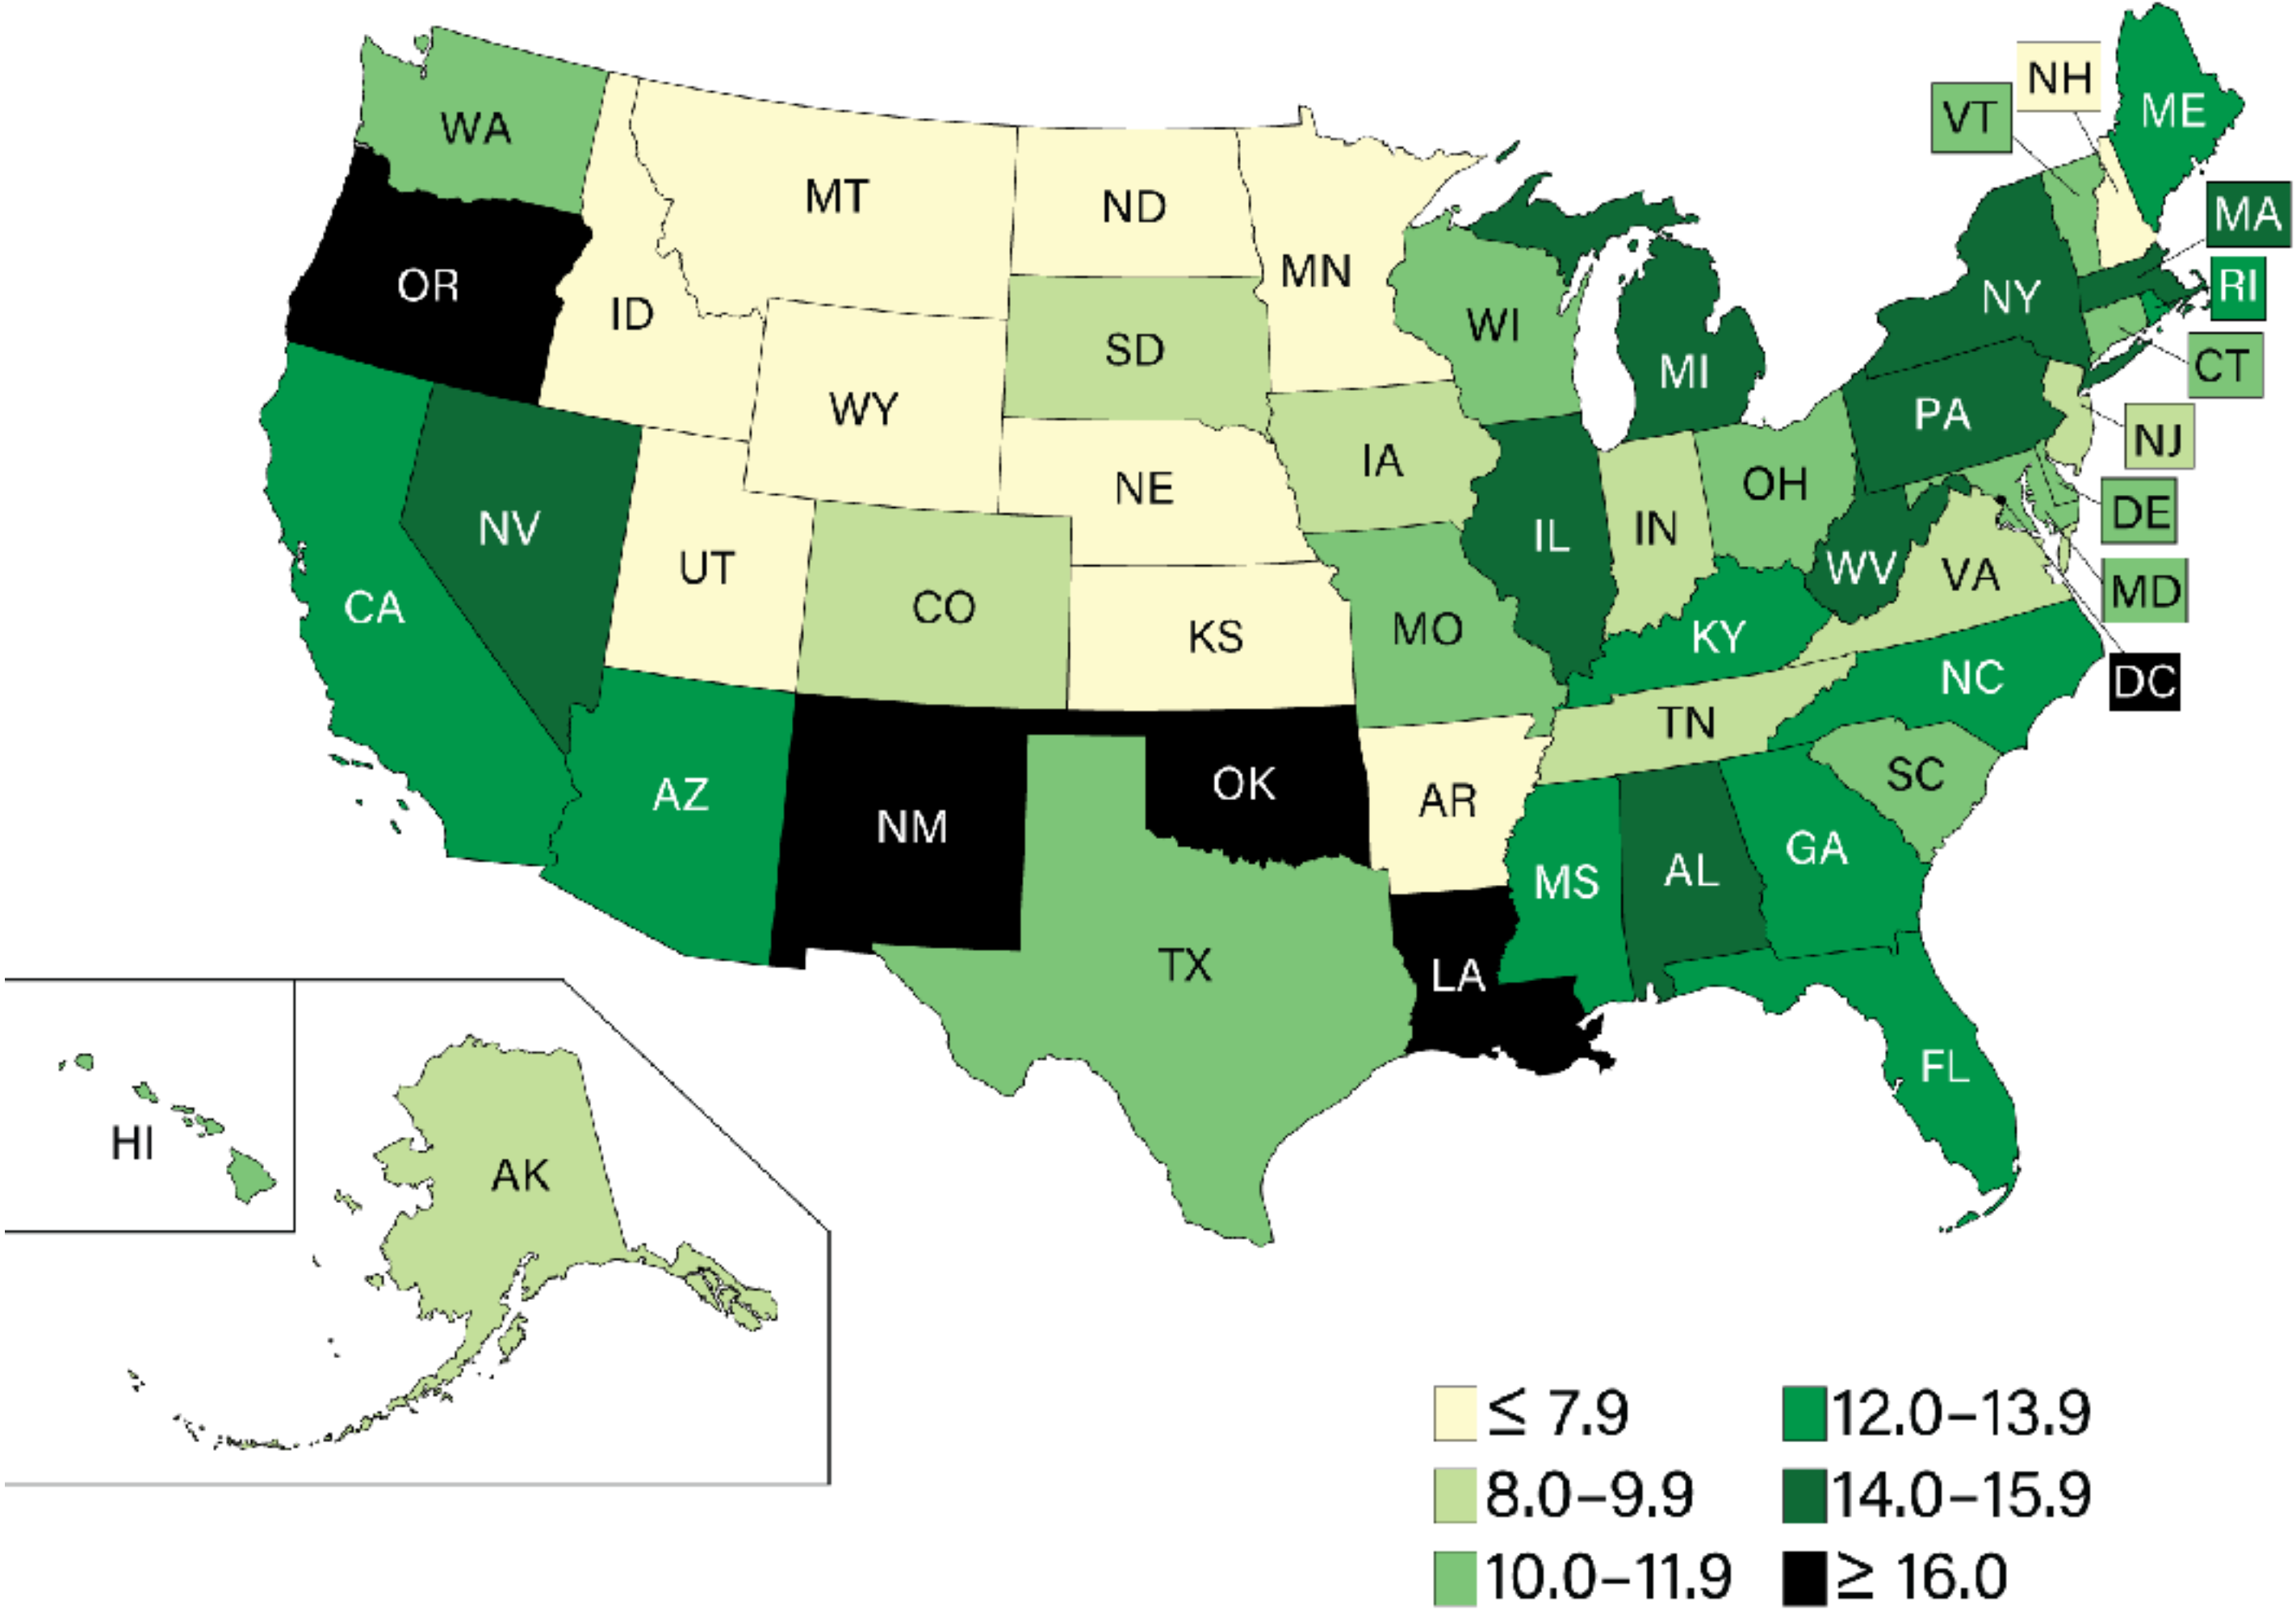 NH
VT
ME
WA
MT
ND
MA
OR
ID
MN
WI
NY
RI
SD
CT
WY
MI
PA
NJ
NE
IA
OH
DE
NV
UT
IL
IN
WV
VA
MD
CA
CO
KS
MO
KY
NC
DC
TN
AZ
NM
OK
AR
SC
MS
AL
GA
TX
LA
FL
HI
AK
≤ 7.9
12.0–13.9
8.0–9.9
14.0–15.9
10.0–11.9
≥ 16.0